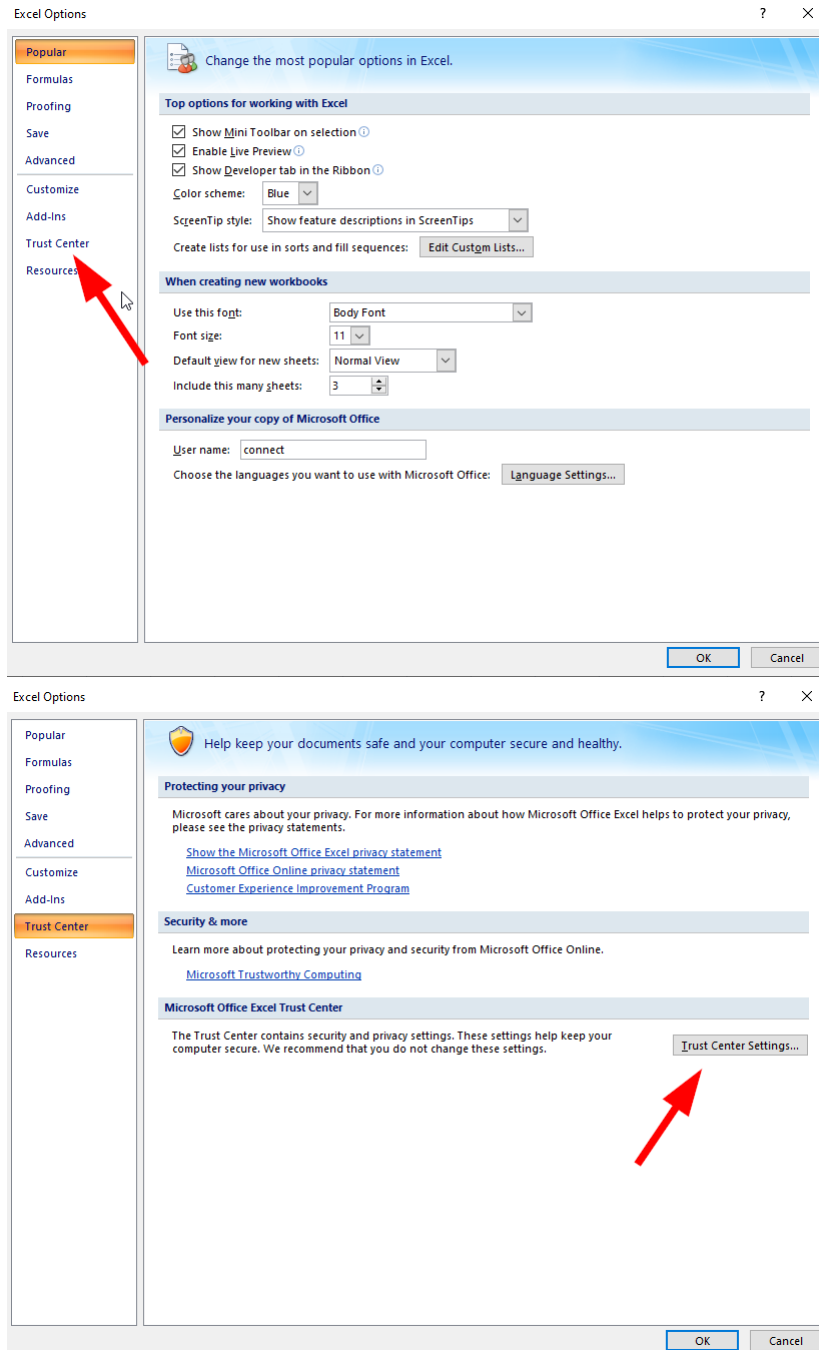 Excel Options
?
Popular
Formulas
Proofing
Save
Advanced
Customize
Add-Ins
Trust Center
Resources
Change the most popular options in Excel.
Top options for working with Excel
Show Mini Toolbar on selection
Enable Live Preview
Show Developer tab in the Ribbon
Color scheme: Blue
ScreenTip style: Show feature descriptions in ScreenTips
Create lists for use in sorts and fill sequences: Edit Custom Lists...
When creating new workbooks
Use this font: Body Font
Font size: 11
Default view for new sheets: Normal View
Include this many sheets: 3
Personalize your copy of Microsoft Office
User name: connect
Choose the languages you want to use with Microsoft Office: Language Settings...
OK Cancel
Excel Options
?
Popular
Formulas
Proofing
Save
Advanced
Customize
Add-Ins
Trust Center
Resources
Help keep your documents safe and your computer secure and healthy.
Protecting your privacy
Microsoft cares about your privacy. For more information about how Microsoft Office Excel helps to protect your privacy,
please see the privacy statements.
Show the Microsoft Office Excel privacy statement
Microsoft Office Online privacy statement
Customer Experience Improvement Program
Security & more
Learn more about protecting your privacy and security from Microsoft Office Online.
Microsoft Trustworthy Computing
Microsoft Office Excel Trust Center
The Trust Center contains security and privacy settings. These settings help keep your
computer secure. We recommend that you do not change these settings.
Trust Center Settings...
OK Cancel